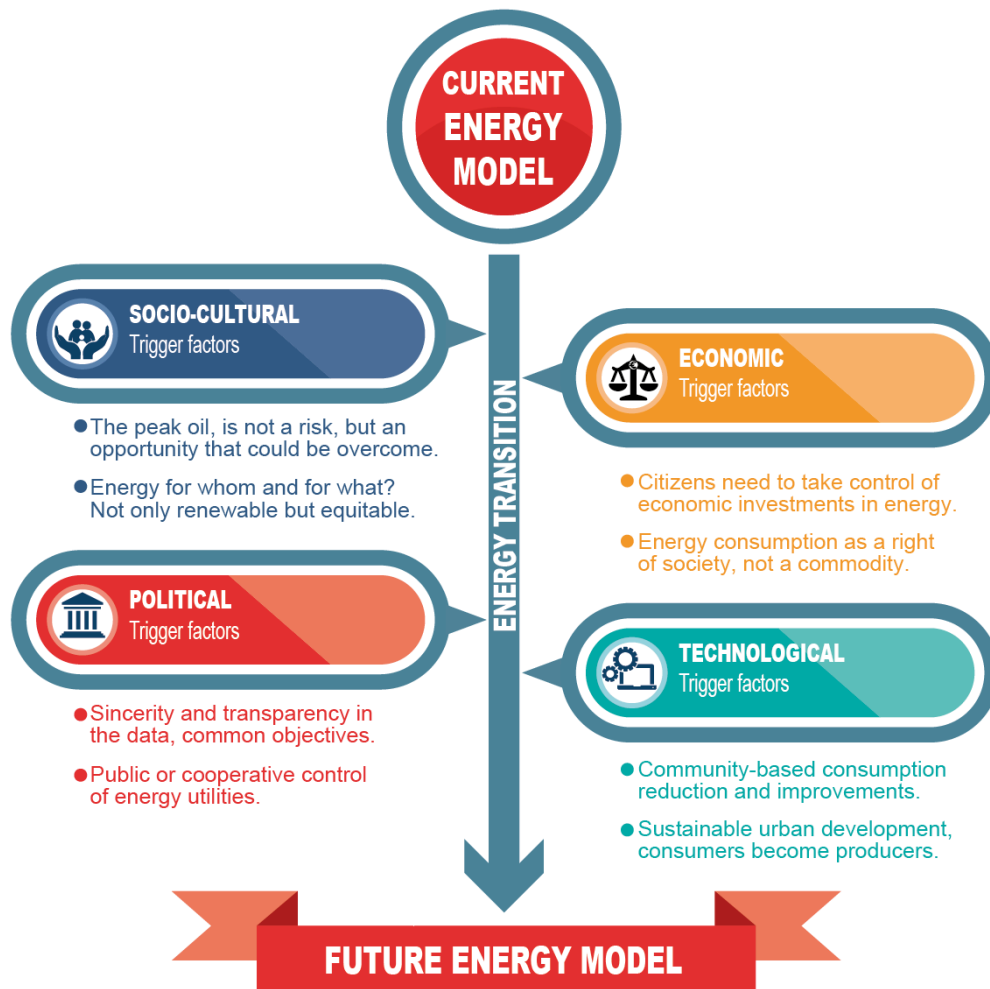 CURRENT
ENERGY
MODEL
SOCIO-CULTURAL
Trigger factors
● The peak oil, is not a risk, but an
opportunity that could be overcome.
● Energy for whom and for what?
Not only renewable but equitable.
ECONOMIC
Trigger factors
● Citizens need to take control of
economic investments in energy.
● Energy consumption as a right
of society, not a commodity.
ENERGY TRANSITION
POLITICAL
Trigger factors
● Sincerity and transparency in
the data, common objectives.
● Public or cooperative control
of energy utilities.
TECHNOLOGICAL
Trigger factors
● Community-based consumption
reduction and improvements.
● Sustainable urban development,
consumers become producers.
FUTURE ENERGY MODEL